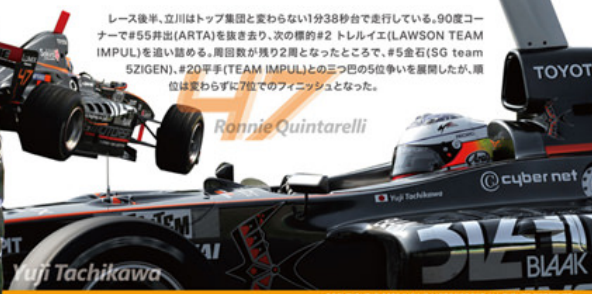 レース後半、立川はトップ集団と変わらない1分38秒台で走行している。90度コー
ナーで#55井出(ARTA)を抜き去り、次の標的#2 トレルイエ(LAWSON TEAM
IMPUL)を追い詰める。周回数が残り2周となったところで、#5金石(SG team
5ZIGEN)、#20平手(TEAM IMPUL)との三つ巴の5位争いを展開したが、順
位は変わらずに7位でのフィニッシュとなった。
47
Ronnie Quintarelli
TOYOT
cybernet
Yuji Tachikawa
BLAAK
Yuji Tachikawa